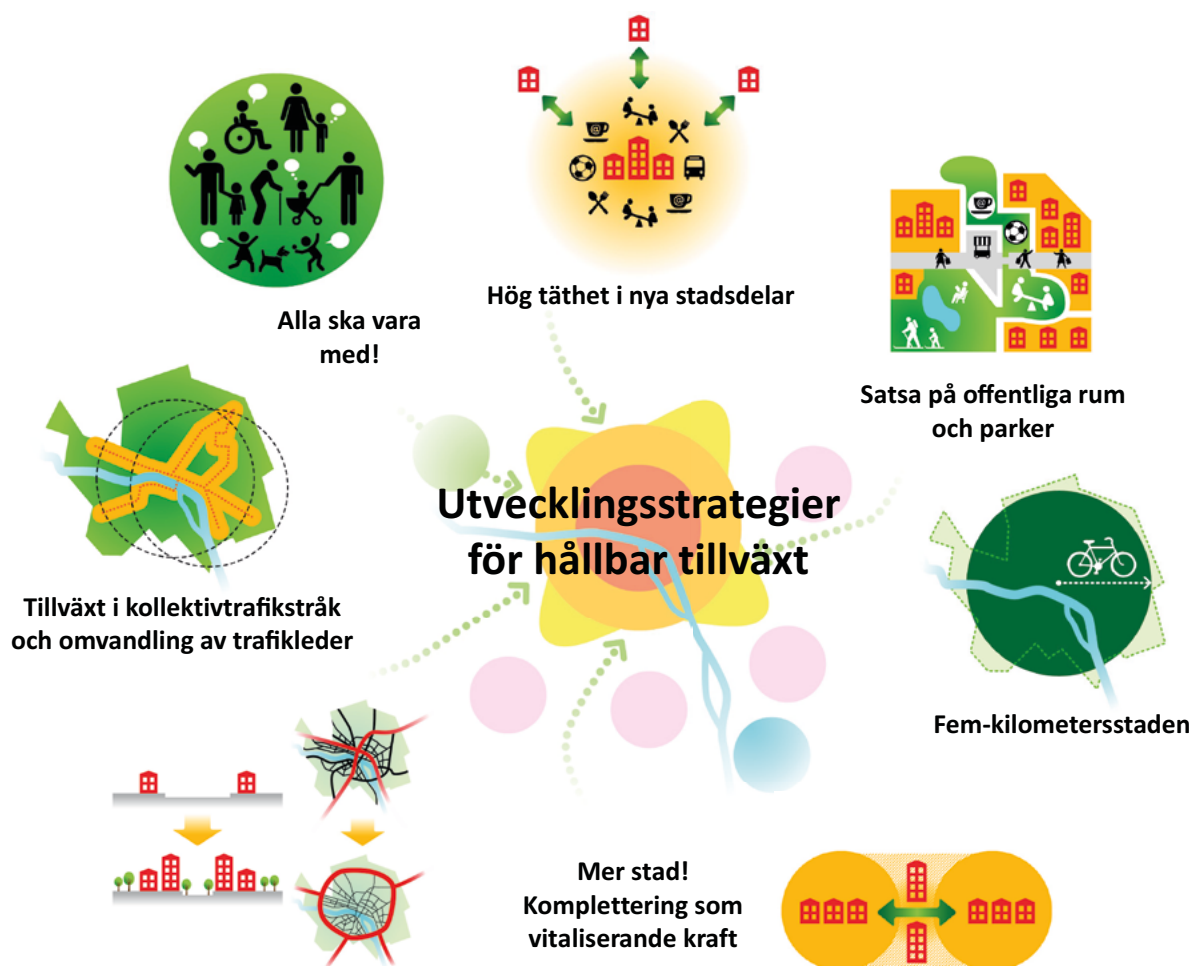 Hög täthet i nya stadsdelar
Alla ska vara
med!
Satsa på offentliga rum
och parker
Utvecklingsstrategier
för hållbar tillväxt
Tillväxt i kollektivtrafikstråk
och omvandling av trafikleder
Fem-kilometersstaden
Mer stad!
Komplettering som
vitaliserande kraft